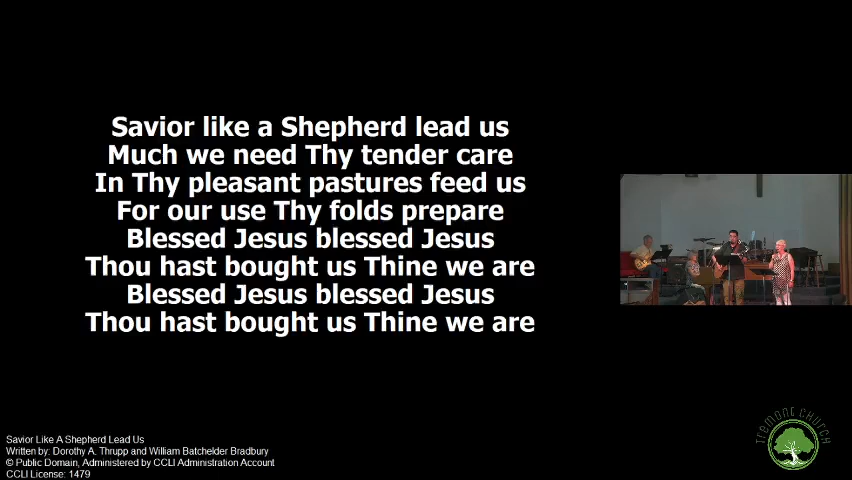 Savior like a Shepherd lead us
Much we need Thy tender care
In Thy pleasant pastures feed us
For our use Thy folds prepare
Blessed Jesus blessed Jesus
Thou hast bought us Thine we are
Blessed Jesus blessed Jesus
Thou hast bought us Thine we are
TREMONT CHURCH
Savior Like A Shepherd Lead Us
Written by: Dorothy A. Thrupp and William Batchelder Bradbury
© Public Domain, Administered by CCLI Administration Account
CCLI License: 1479